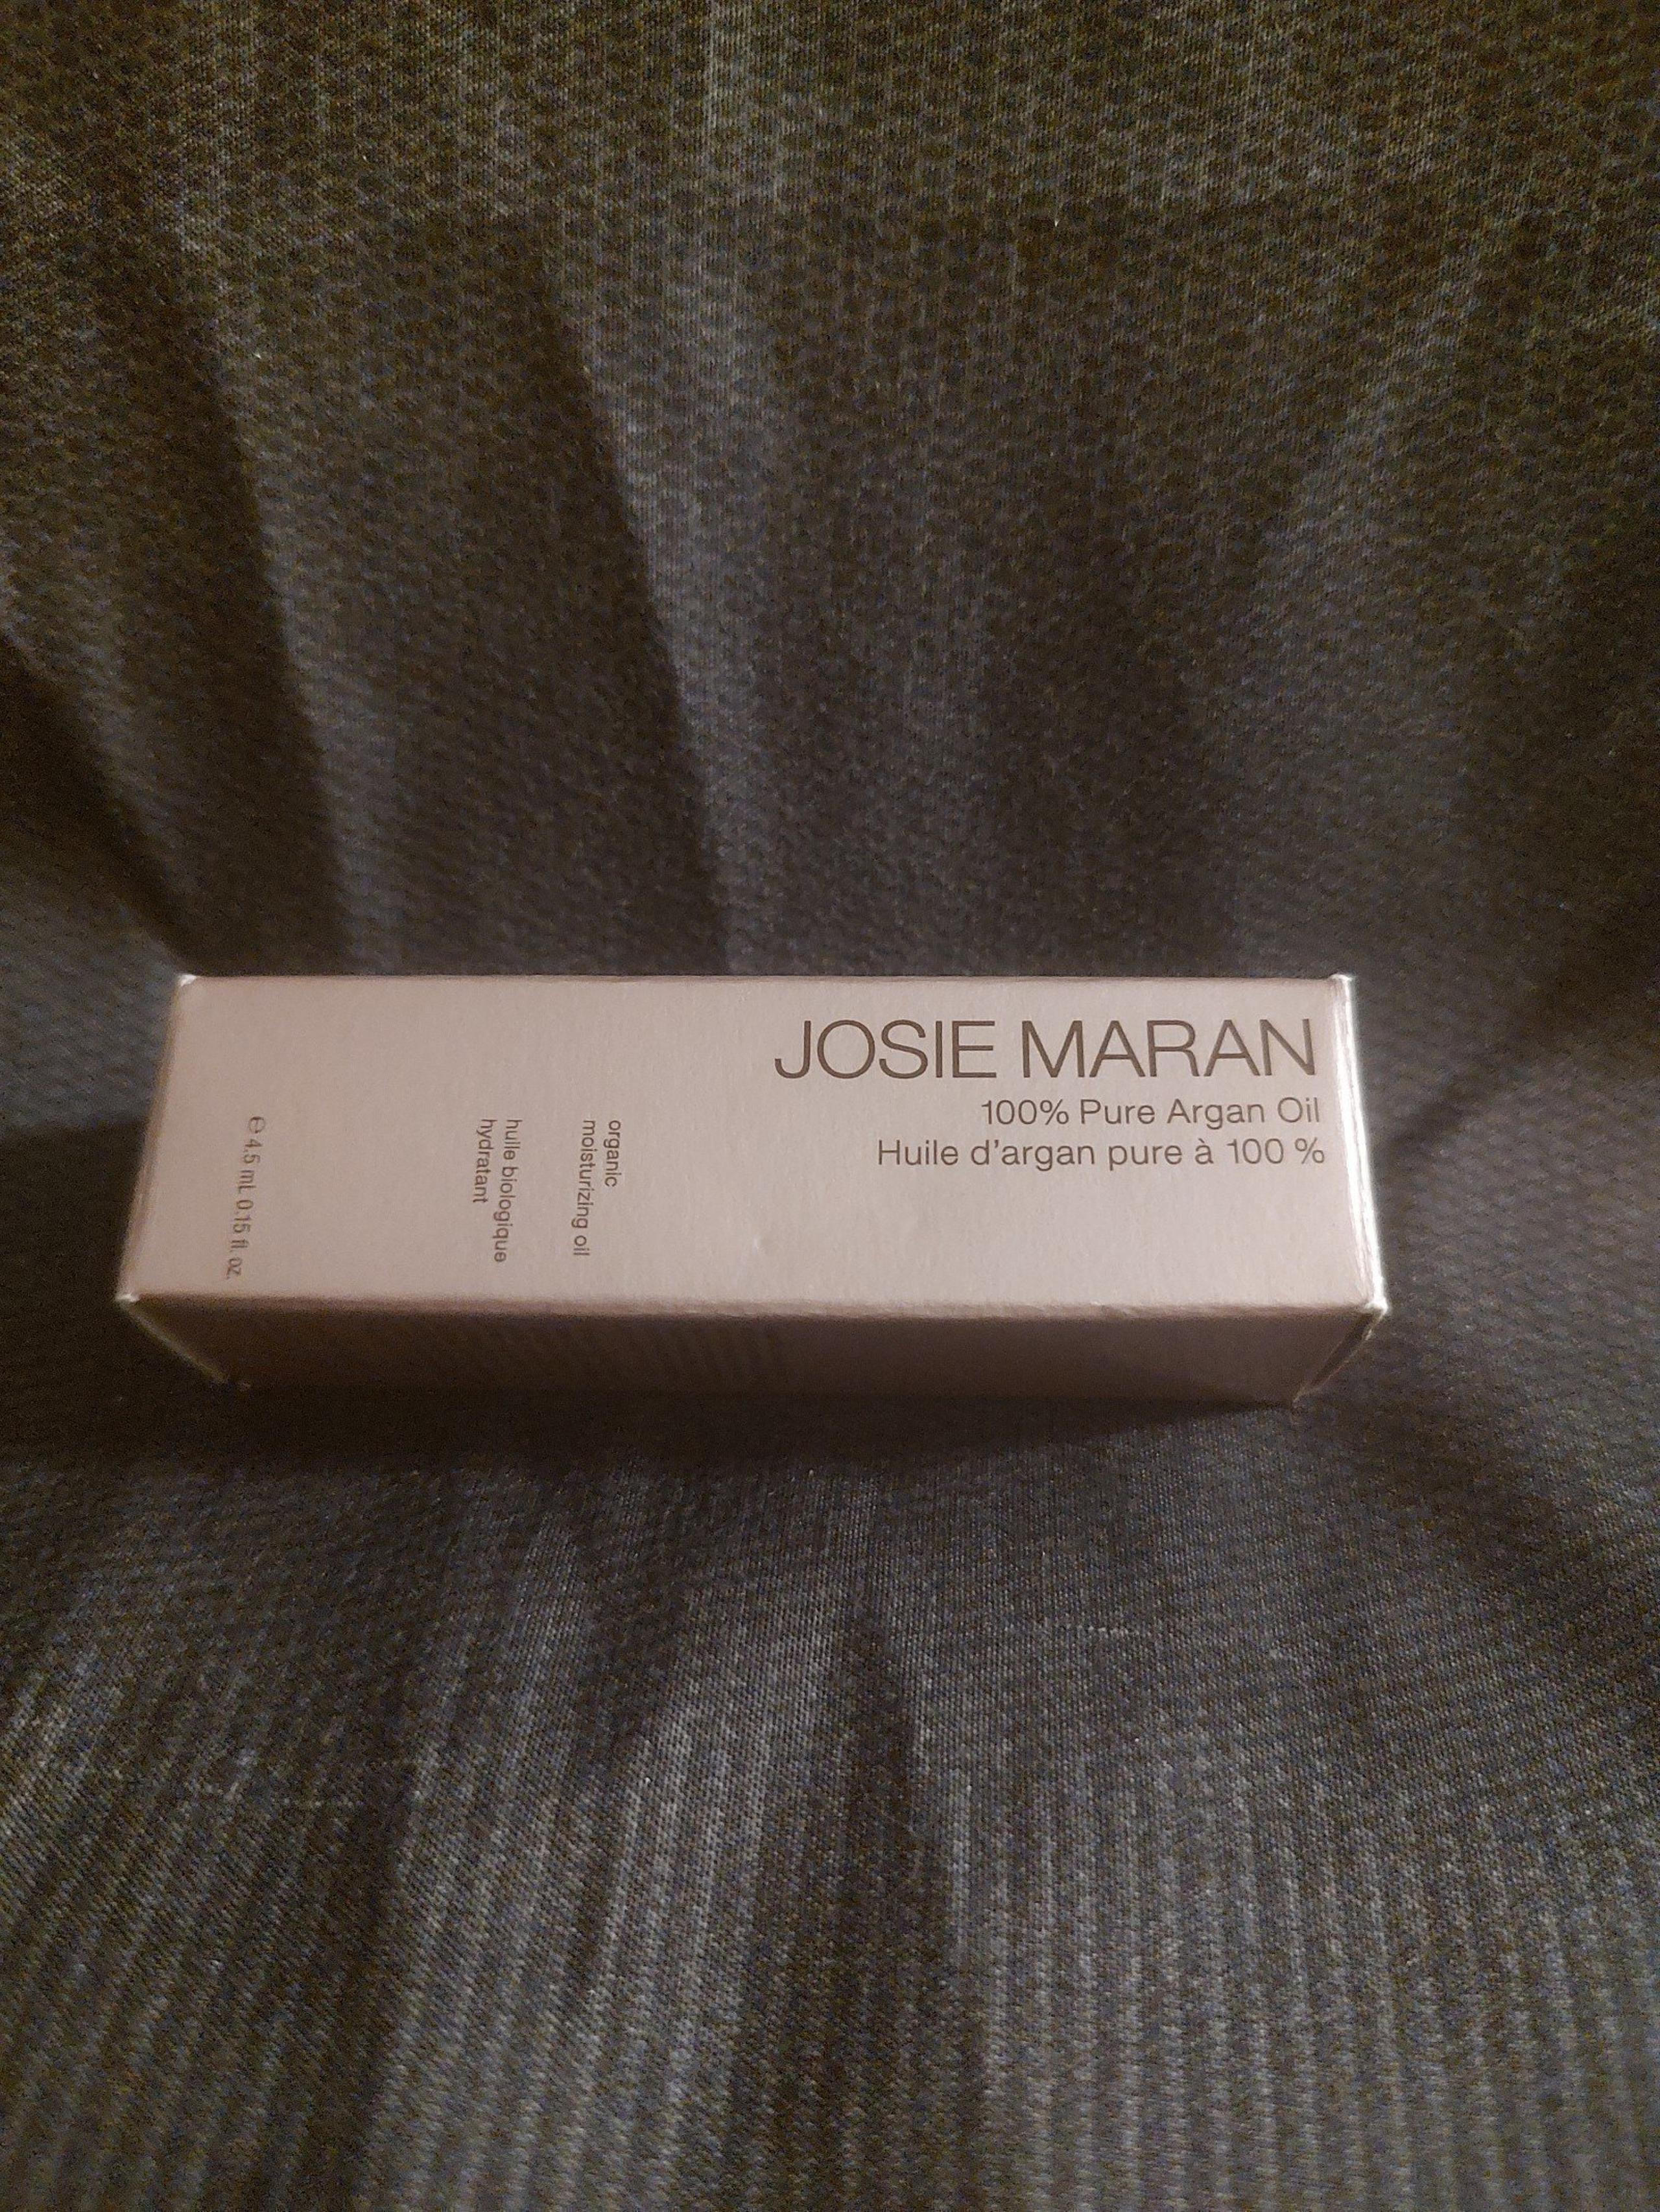 JOSIE MARAN
100% Pure Argan Oil
Huile d'argan pure à 100 %
organic
moisturizing oil
huile biologique
hydratant
℮ 4.5 mL 0.15 fl. oz.